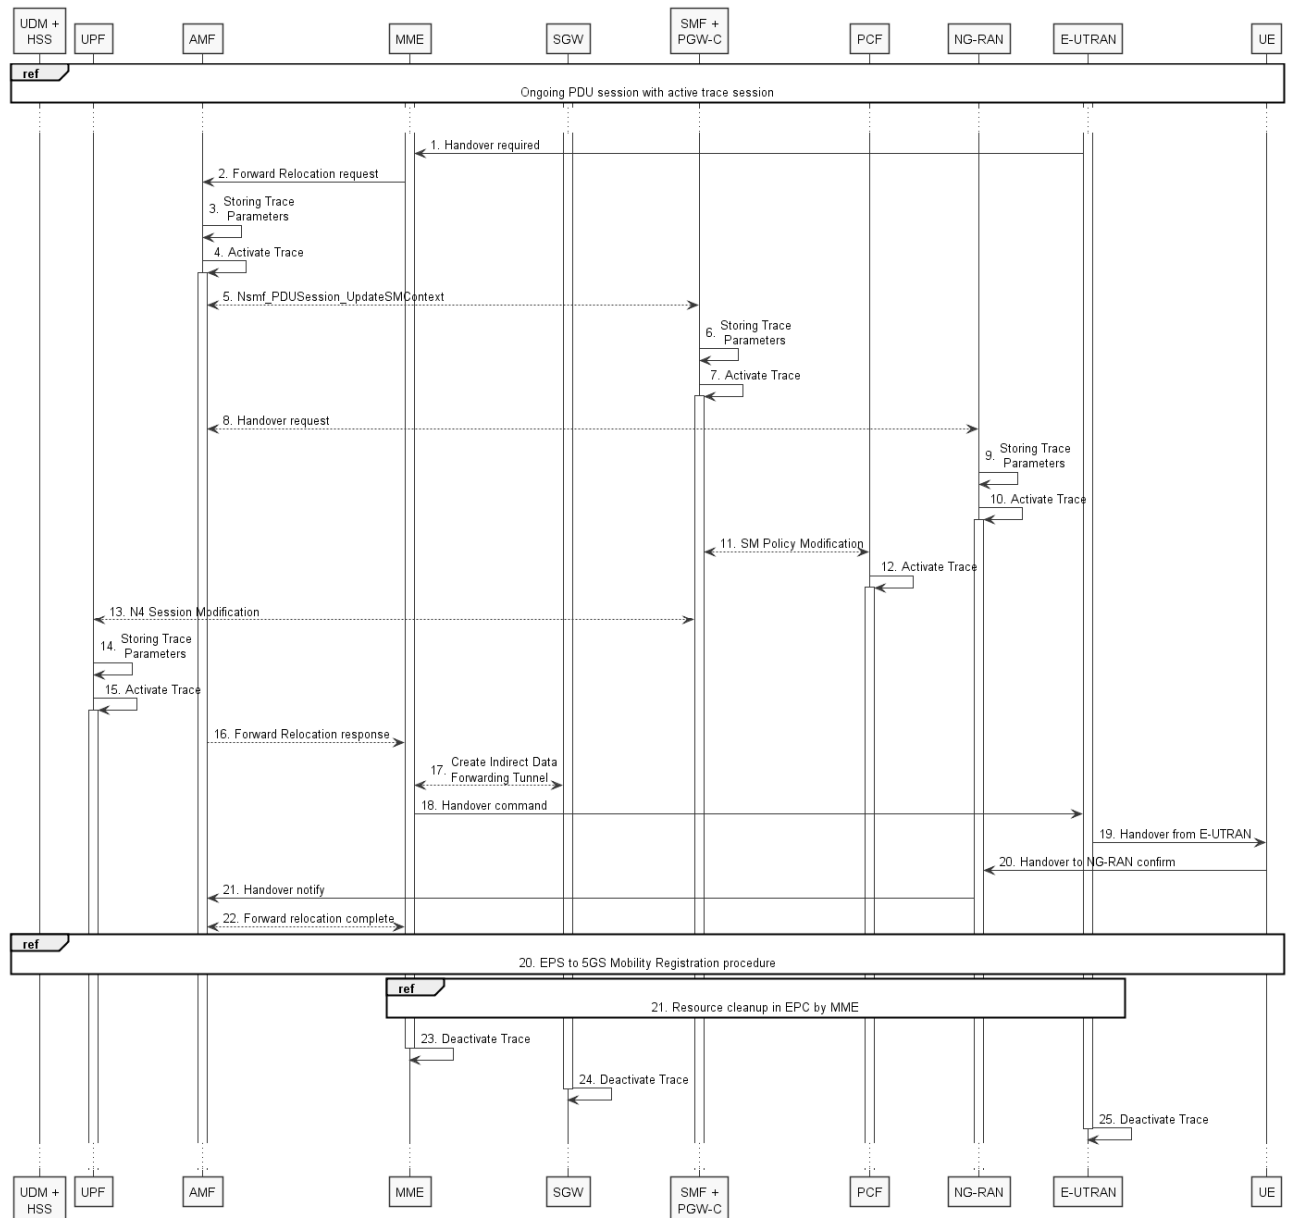 UDM +
HSS
UPF
AMF
MME
SGW
SMF +
PGW-C
PCF
NG-RAN
E-UTRAN
UE
ref
Ongoing PDU session with active trace session
1. Handover required
2. Forward Relocation request
3. Storing Trace
Parameters
4. Activate Trace
5. Nsmf_PDUSession_UpdateSMContext
6. Storing Trace
Parameters
7. Activate Trace
8. Handover request
9. Storing Trace
Parameters
10. Activate Trace
11. SM Policy Modification
12. Activate Trace
13. N4 Session Modification
14. Storing Trace
Parameters
15. Activate Trace
16. Forward Relocation response
17. Create Indirect Data
Forwarding Tunnel
18. Handover command
19. Handover from E-UTRAN
20. Handover to NG-RAN confirm
21. Handover notify
22. Forward relocation complete
ref
20. EPS to 5GS Mobility Registration procedure
ref
21. Resource cleanup in EPC by MME
23. Deactivate Trace
24. Deactivate Trace
25. Deactivate Trace
UDM +
HSS
UPF
AMF
MME
SGW
SMF +
PGW-C
PCF
NG-RAN
E-UTRAN
UE